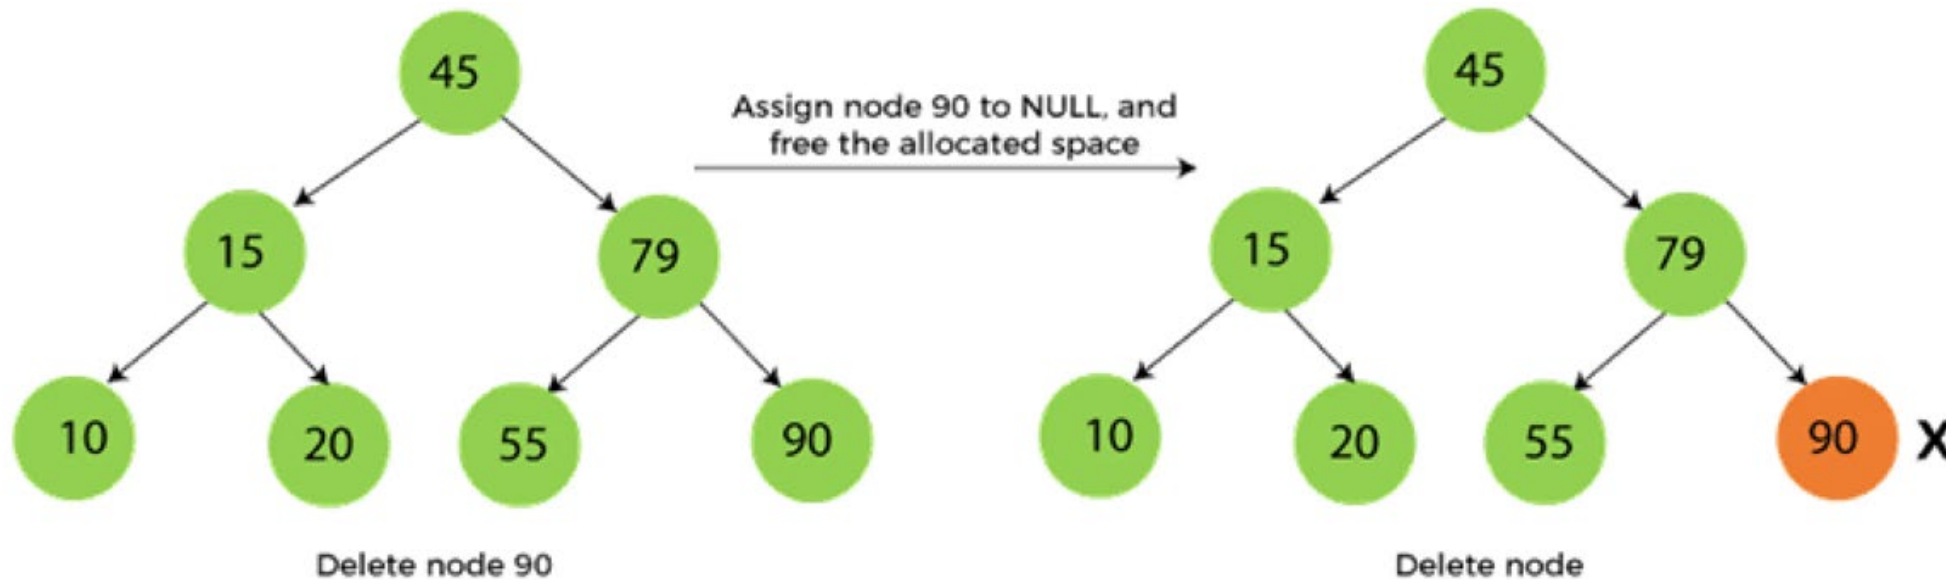 45
Assign node 90 to NULL, and
free the allocated space
45
15
79
15
79
10
20
55
90
10
20
55
90
X
Delete node 90
Delete node